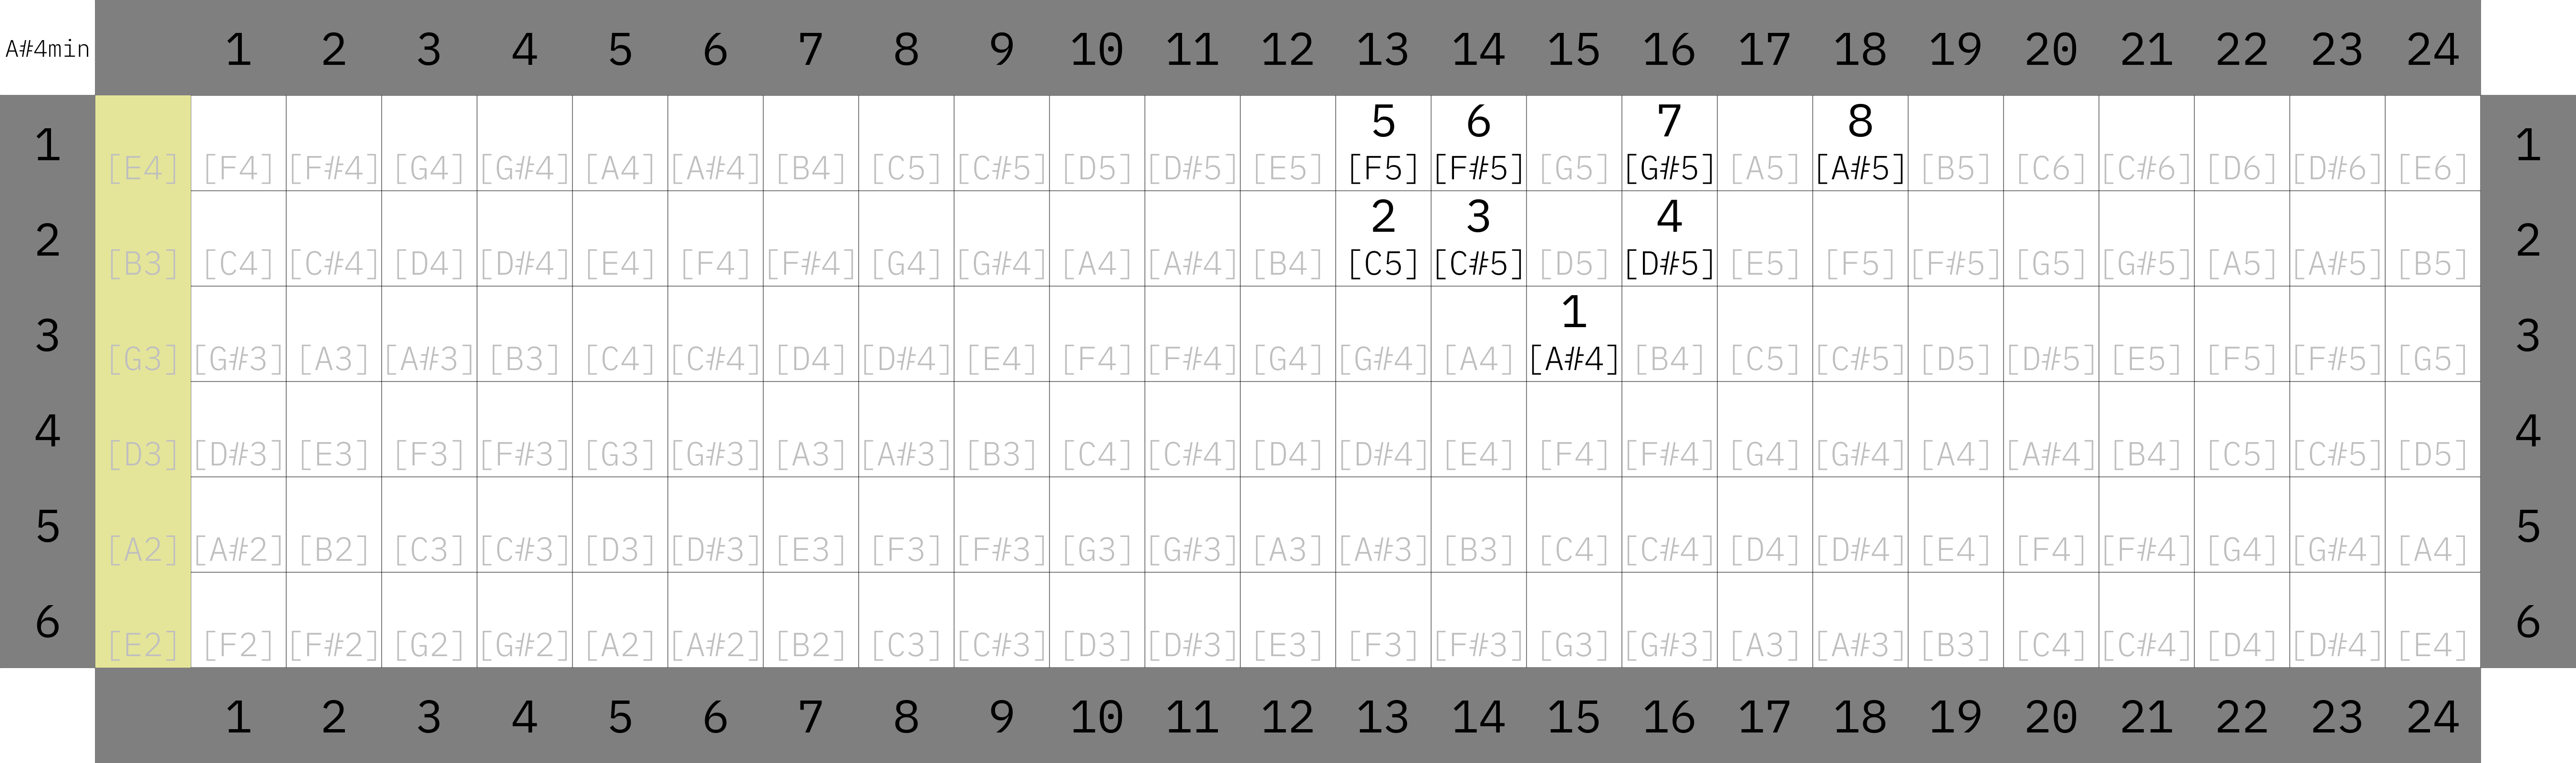 A#4min 1 2 3 4 5 6 7 8 9 10 11 12 13 14 15 16 17 18 19 20 21 22 23 24
5 6 7 8
1 [E4] [F4] [F#4] [G4] [G#4] [A4] [A#4] [B4] [C5] [C#5] [D5] [D#5] [E5] [F5] [F#5] [G5] [G#5] [A5] [A#5] [B5] [C6] [C#6] [D6] [D#6] [E6] 1
2 3 4
2 [B3] [C4] [C#4] [D4] [D#4] [E4] [F4] [F#4] [G4] [G#4] [A4] [A#4] [B4] [C5] [C#5] [D5] [D#5] [E5] [F5] [F#5] [G5] [G#5] [A5] [A#5] [B5] 2
1
3 [G3] [G#3] [A3] [A#3] [B3] [C4] [C#4] [D4] [D#4] [E4] [F4] [F#4] [G4] [G#4] [A4] [A#4] [B4] [C5] [C#5] [D5] [D#5] [E5] [F5] [F#5] [G5] 3
4 [D3] [D#3] [E3] [F3] [F#3] [G3] [G#3] [A3] [A#3] [B3] [C4] [C#4] [D4] [D#4] [E4] [F4] [F#4] [G4] [G#4] [A4] [A#4] [B4] [C5] [C#5] [D5] 4
5 [A2] [A#2] [B2] [C3] [C#3] [D3] [D#3] [E3] [F3] [F#3] [G3] [G#3] [A3] [A#3] [B3] [C4] [C#4] [D4] [D#4] [E4] [F4] [F#4] [G4] [G#4] [A4] 5
6 [E2] [F2] [F#2] [G2] [G#2] [A2] [A#2] [B2] [C3] [C#3] [D3] [D#3] [E3] [F3] [F#3] [G3] [G#3] [A3] [A#3] [B3] [C4] [C#4] [D4] [D#4] [E4] 6
1 2 3 4 5 6 7 8 9 10 11 12 13 14 15 16 17 18 19 20 21 22 23 24